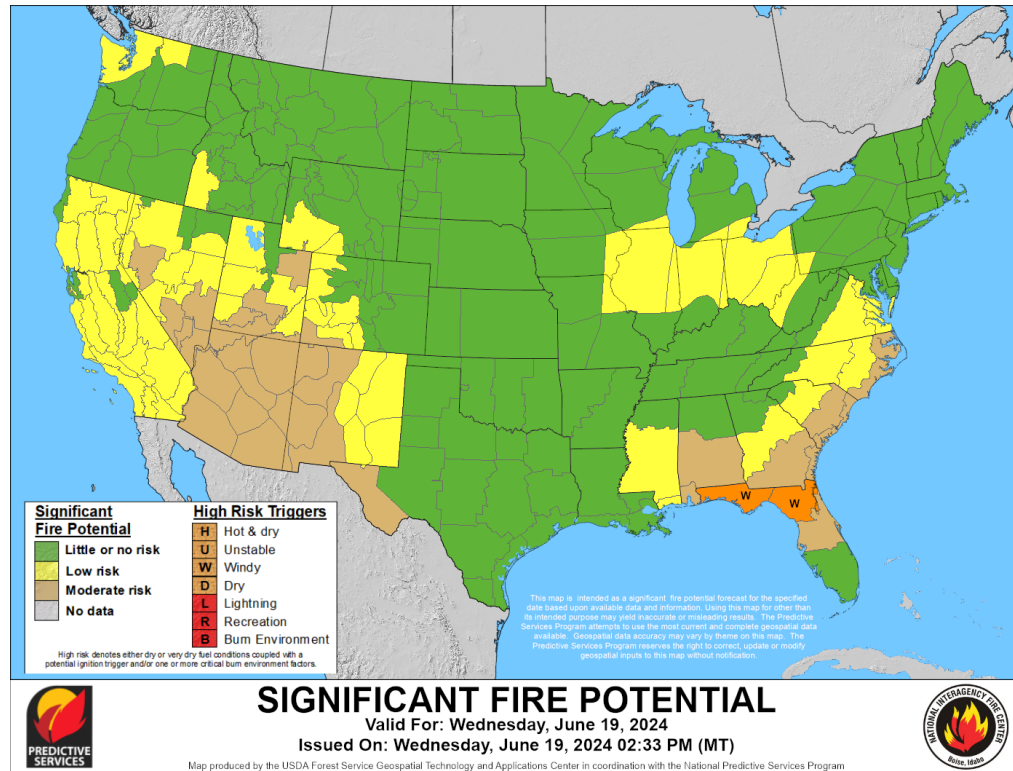 W
W
Significant
Fire Potential
Little or no risk
Low risk
Moderate risk
No data
High Risk Triggers
H Hot & dry
U Unstable
W Windy
D Dry
L Lightning
R Recreation
B Burn Environment
High risk denotes either dry or very dry fuel conditions coupled with a
potential ignition trigger and/or one or more critical burn environment factors.
This map is intended as a significant fire potential forecast for the specified
date based upon available data and information. Using this map for other than
its intended purpose may yield inaccurate or misleading results. The Predictive
Services Program attempts to use the most current and complete geospatial data
available. Geospatial data accuracy may vary by theme on this map. The
Predictive Services Program reserves the right to correct, update or modify
geospatial inputs to this map without notification.
PREDICTIVE
SERVICES
SIGNIFICANT FIRE POTENTIAL
Valid For: Wednesday, June 19, 2024
Issued On: Wednesday, June 19, 2024 02:33 PM (MT)
Map produced by the USDA Forest Service Geospatial Technology and Applications Center in coordination with the National Predictive Services Program
NATIONAL INTERAGENCY FIRE CENTER
Boise, Idaho